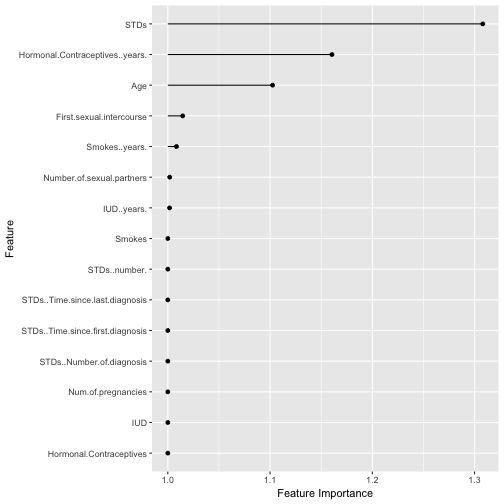 STDs
Hormonal.Contraceptives..years.
Age
First.sexual.intercourse
Smokes..years.
Number.of.sexual.partners
IUD..years.
Smokes
STDs..number.
STDs..Time.since.last.diagnosis
STDs..Time.since.first.diagnosis
STDs..Number.of.diagnosis
Num.of.pregnancies
IUD
Hormonal.Contraceptives
Feature
1.0 1.1 1.2 1.3
Feature Importance